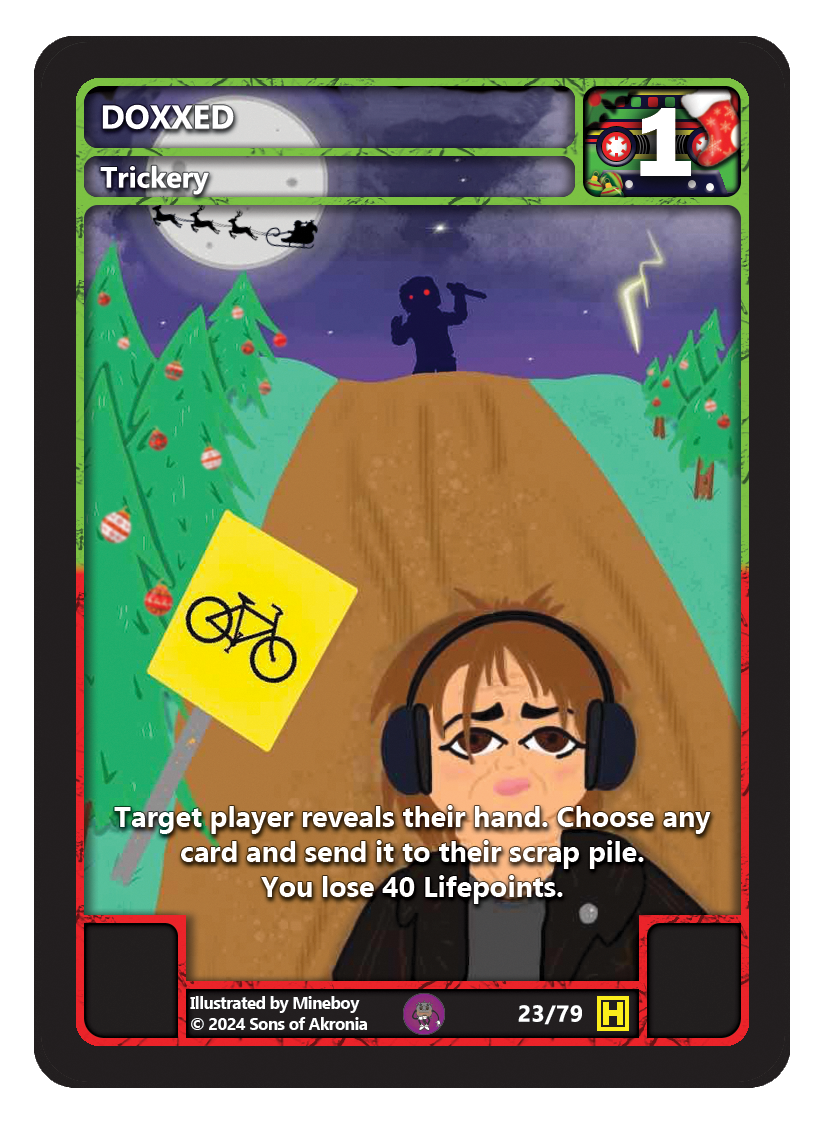 DOXXED
1
Trickery
Target player reveals their hand. Choose any
card and send it to their scrap pile.
You lose 40 Lifepoints.
Illustrated by Mineboy
© 2024 Sons of Akronia
23/79
H